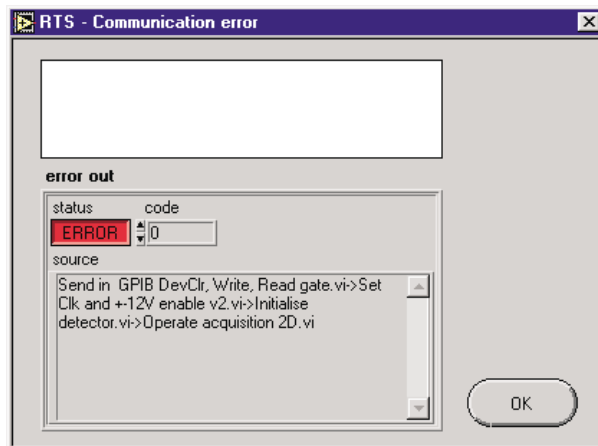 RTS - Communication error
error out
status code
ERROR 0
source
Send in GPIB DevClr, Write, Read gate.vi->Set
Clk and +-12V enable v2.vi->Initialise
detector.vi->Operate acquisition 2D.vi
OK